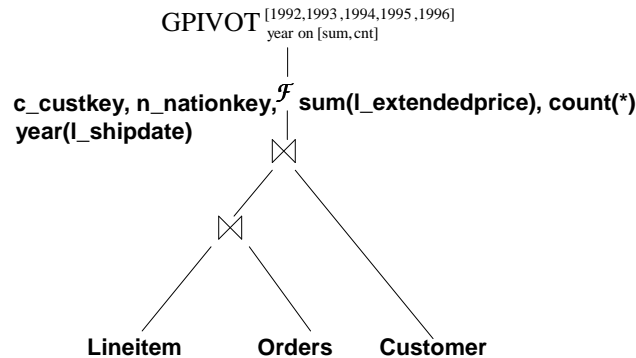 GPIVOT [1992,1993,1994,1995,1996]
year on [sum,cnt]
c_custkey, n_nationkey, ℱ sum(l_extendedprice), count(*)
year(l_shipdate)
⋈
⋈
Lineitem Orders Customer